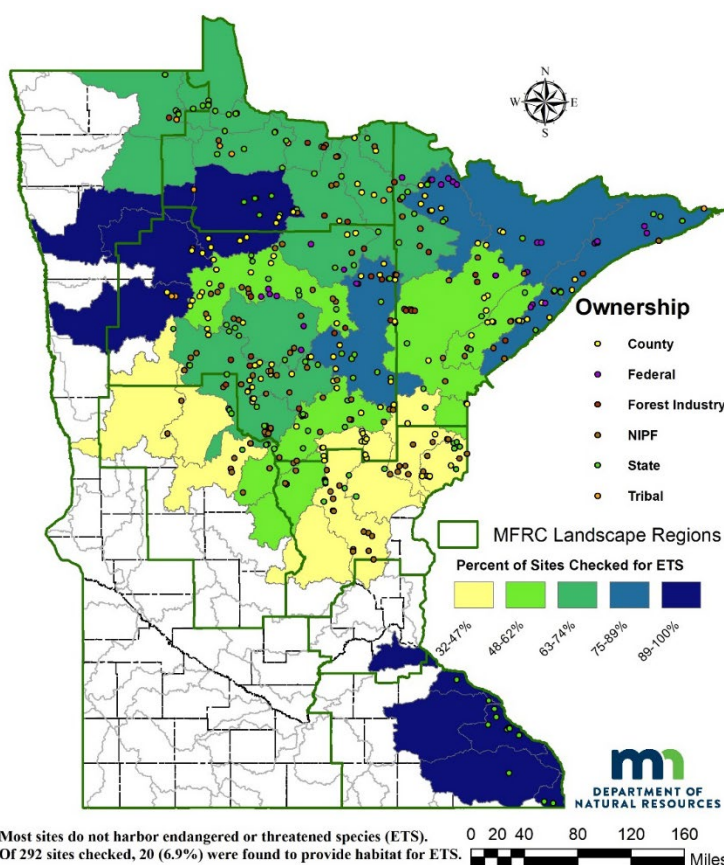 N
W E
S
Ownership
County
Federal
Forest Industry
NIPF
State
Tribal
MFRC Landscape Regions
Percent of Sites Checked for ETS
32-47% 48-62% 63-74% 75-89% 89-100%
mn
DEPARTMENT OF
NATURAL RESOURCES
Most sites do not harbor endangered or threatened species (ETS).
Of 292 sites checked, 20 (6.9%) were found to provide habitat for ETS.
0 20 40 80 120 160
Miles